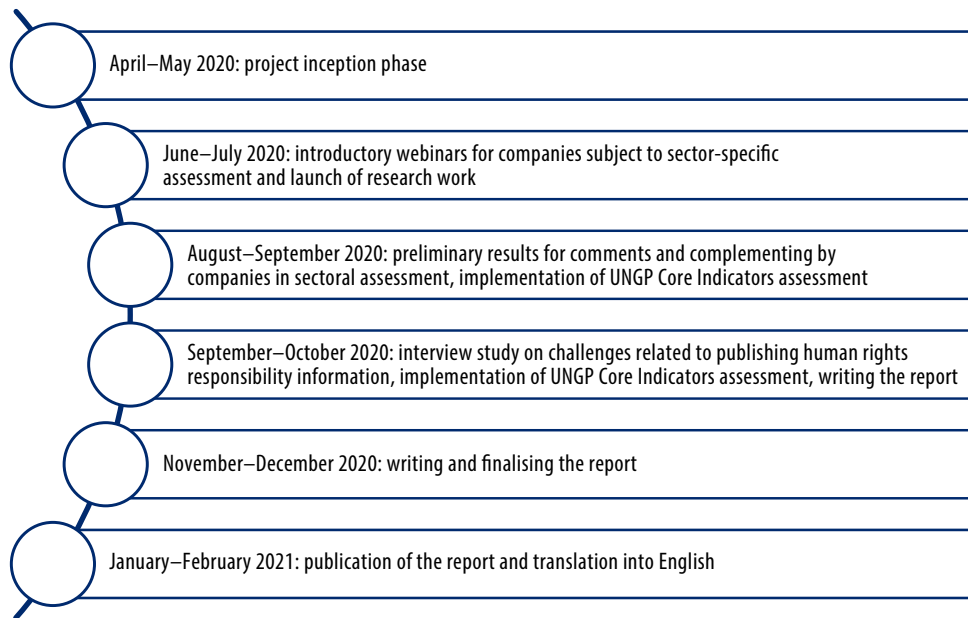 April–May 2020: project inception phase
June–July 2020: introductory webinars for companies subject to sector-specific
assessment and launch of research work
August–September 2020: preliminary results for comments and complementing by
companies in sectoral assessment, implementation of UNGP Core Indicators assessment
September–October 2020: interview study on challenges related to publishing human rights
responsibility information, implementation of UNGP Core Indicators assessment, writing the report
November–December 2020: writing and finalising the report
January–February 2021: publication of the report and translation into English